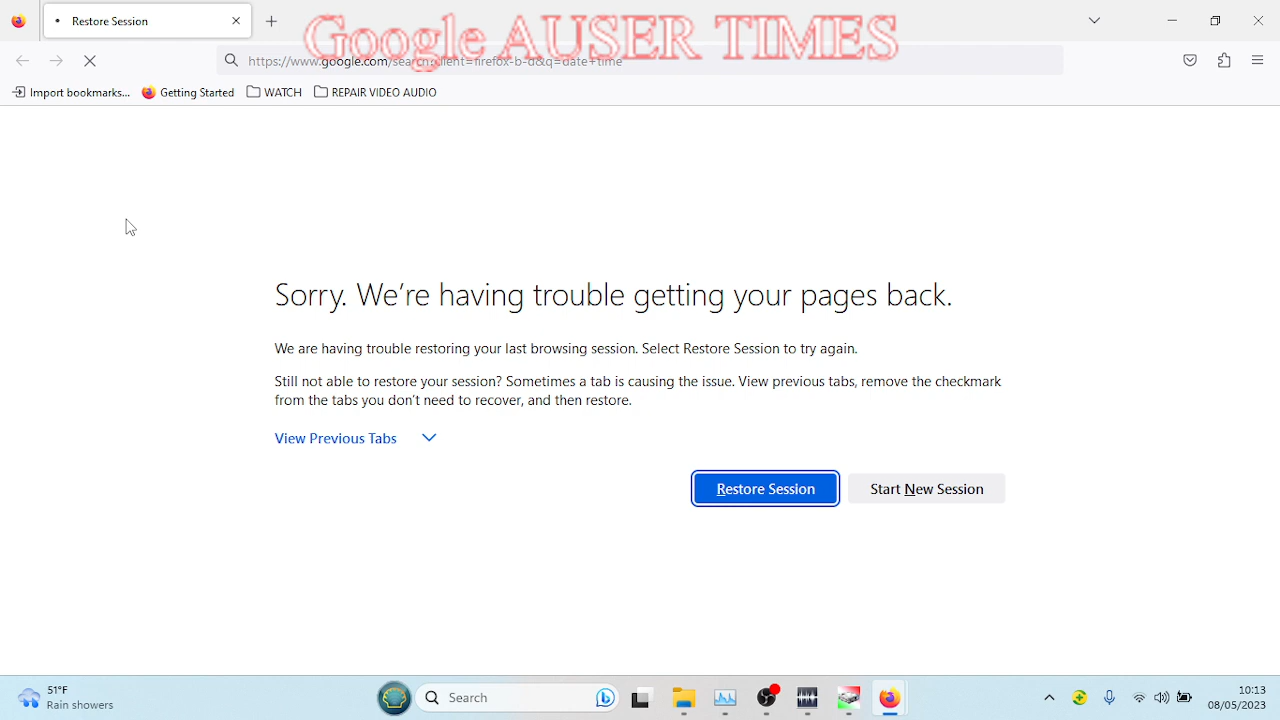 Restore Session
Google AUSER TIMES
https://www.google.com/search?client=firefox-b-d&q=date+time
Import bookmarks... Getting Started WATCH REPAIR VIDEO AUDIO
Sorry. We're having trouble getting your pages back.
We are having trouble restoring your last browsing session. Select Restore Session to try again.
Still not able to restore your session? Sometimes a tab is causing the issue. View previous tabs, remove the checkmark
from the tabs you don't need to recover, and then restore.
View Previous Tabs
Restore Session Start New Session
51°F
Rain showers
Search
10:13
08/05/2023